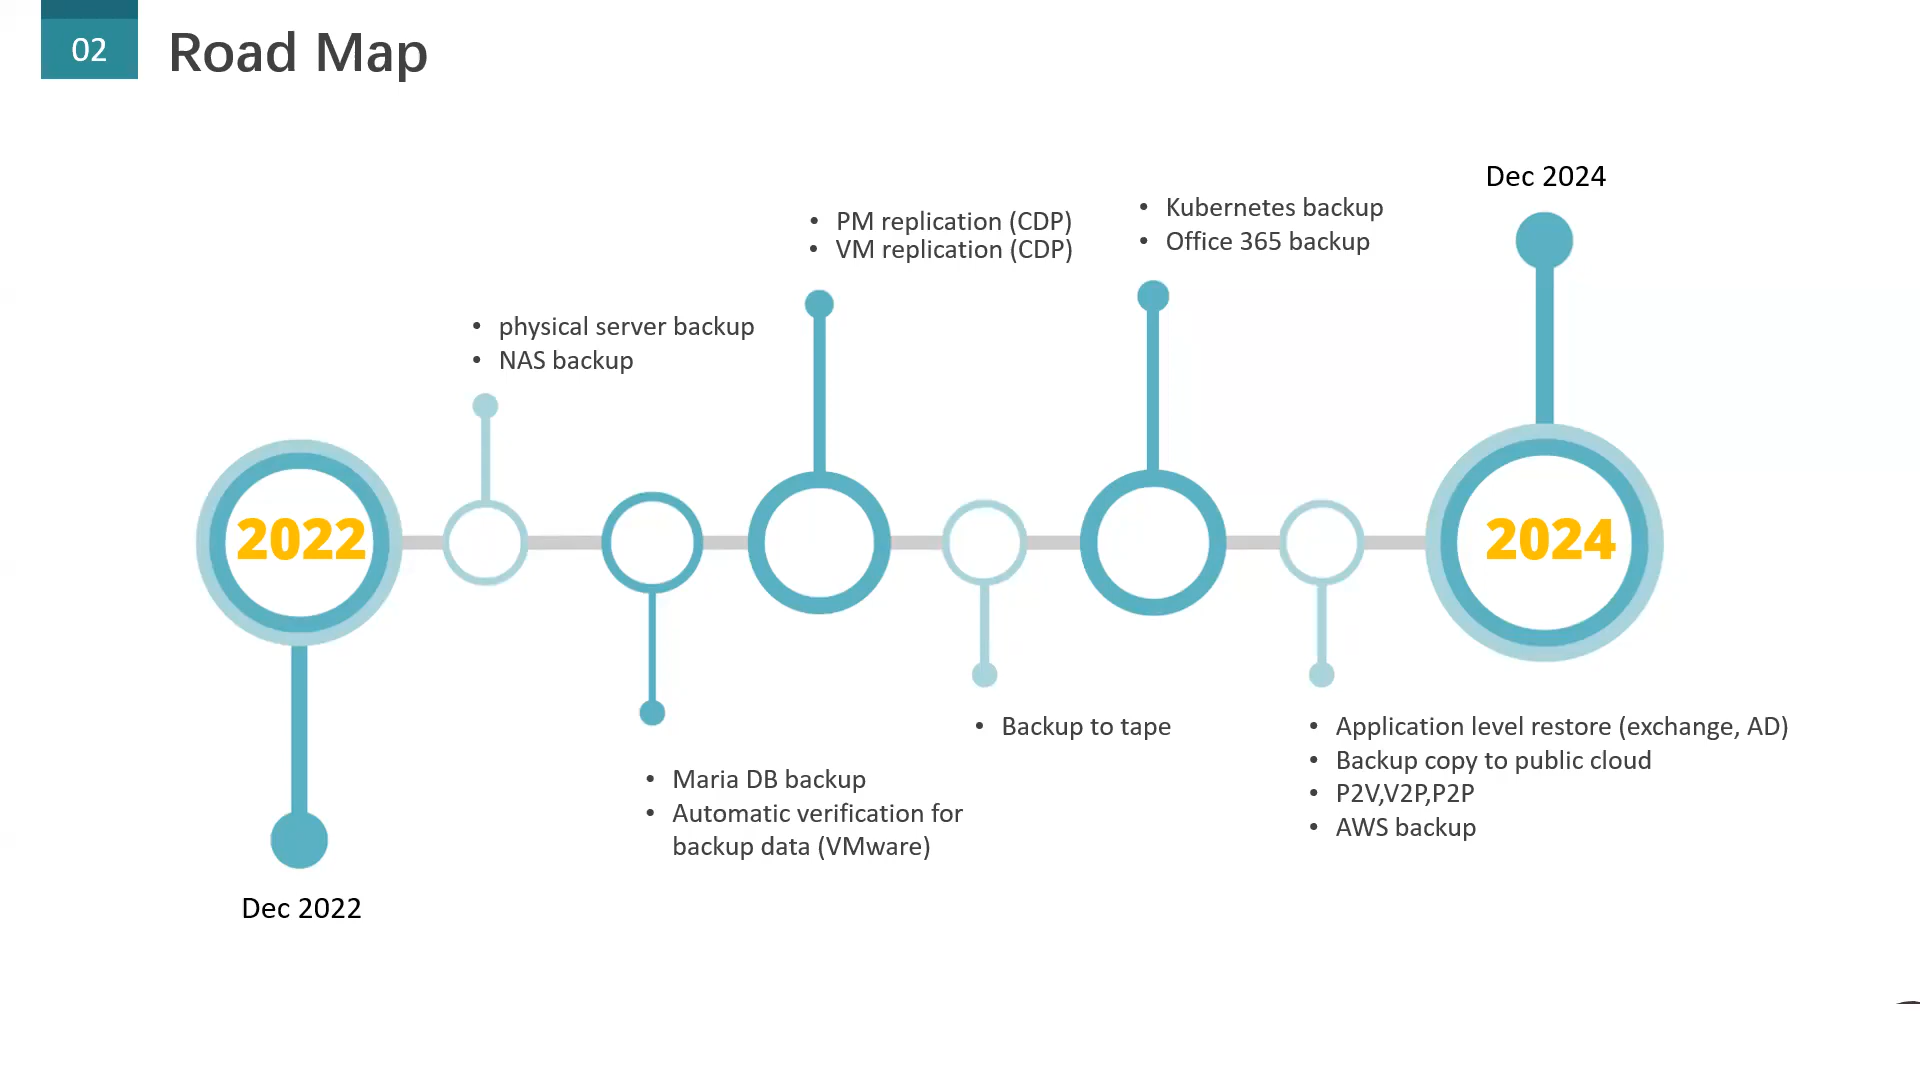 02
Road Map
Dec 2024
• Kubernetes backup
• Office 365 backup
• PM replication (CDP)
• VM replication (CDP)
• physical server backup
• NAS backup
2022
2024
• Backup to tape
• Application level restore (exchange, AD)
• Backup copy to public cloud
• P2V,V2P,P2P
• AWS backup
• Maria DB backup
• Automatic verification for
backup data (VMware)
Dec 2022